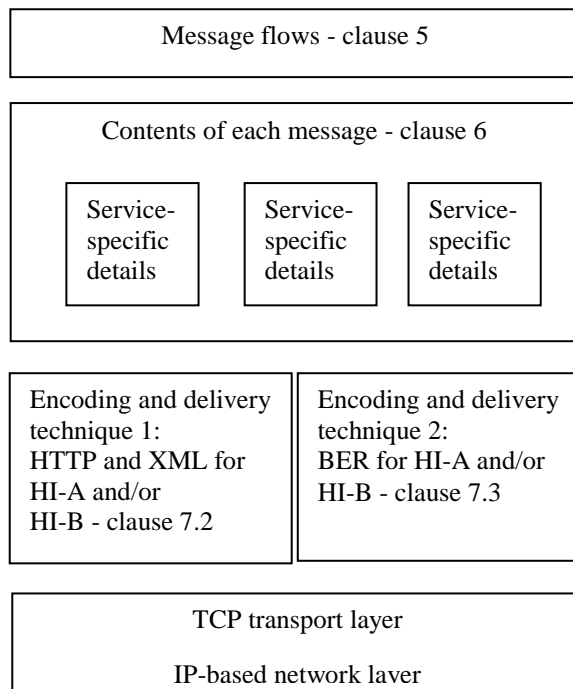 Message flows - clause 5
Contents of each message - clause 6
Service-
specific
details
Service-
specific
details
Service-
specific
details
Encoding and delivery
technique 1:
HTTP and XML for
HI-A and/or
HI-B - clause 7.2
Encoding and delivery
technique 2:
BER for HI-A and/or
HI-B - clause 7.3
TCP transport layer
IP-based network layer